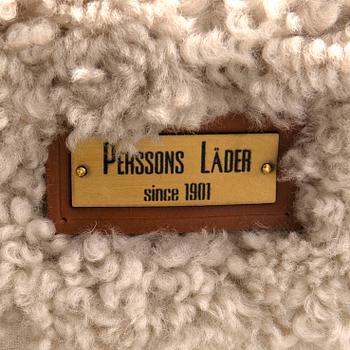 Perssons Läder
since 1901